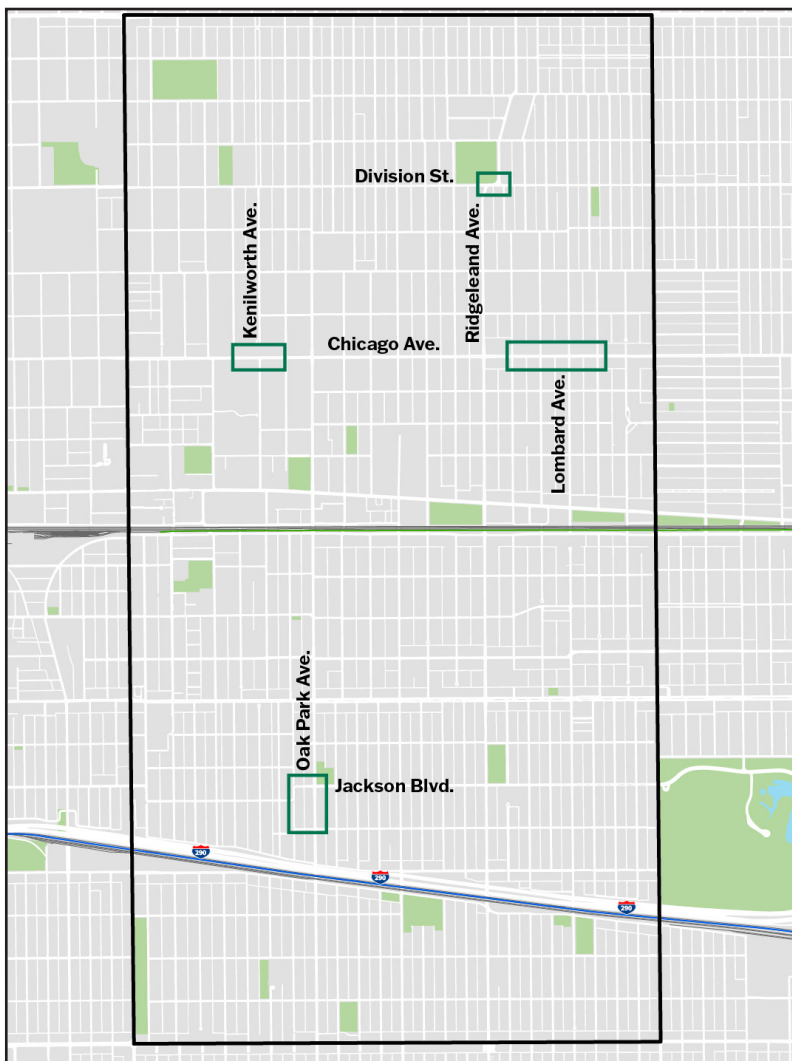 Division St.
Kenilworth Ave.
Ridgeleand Ave.
Chicago Ave.
Lombard Ave.
Oak Park Ave.
Jackson Blvd.
290
290
290